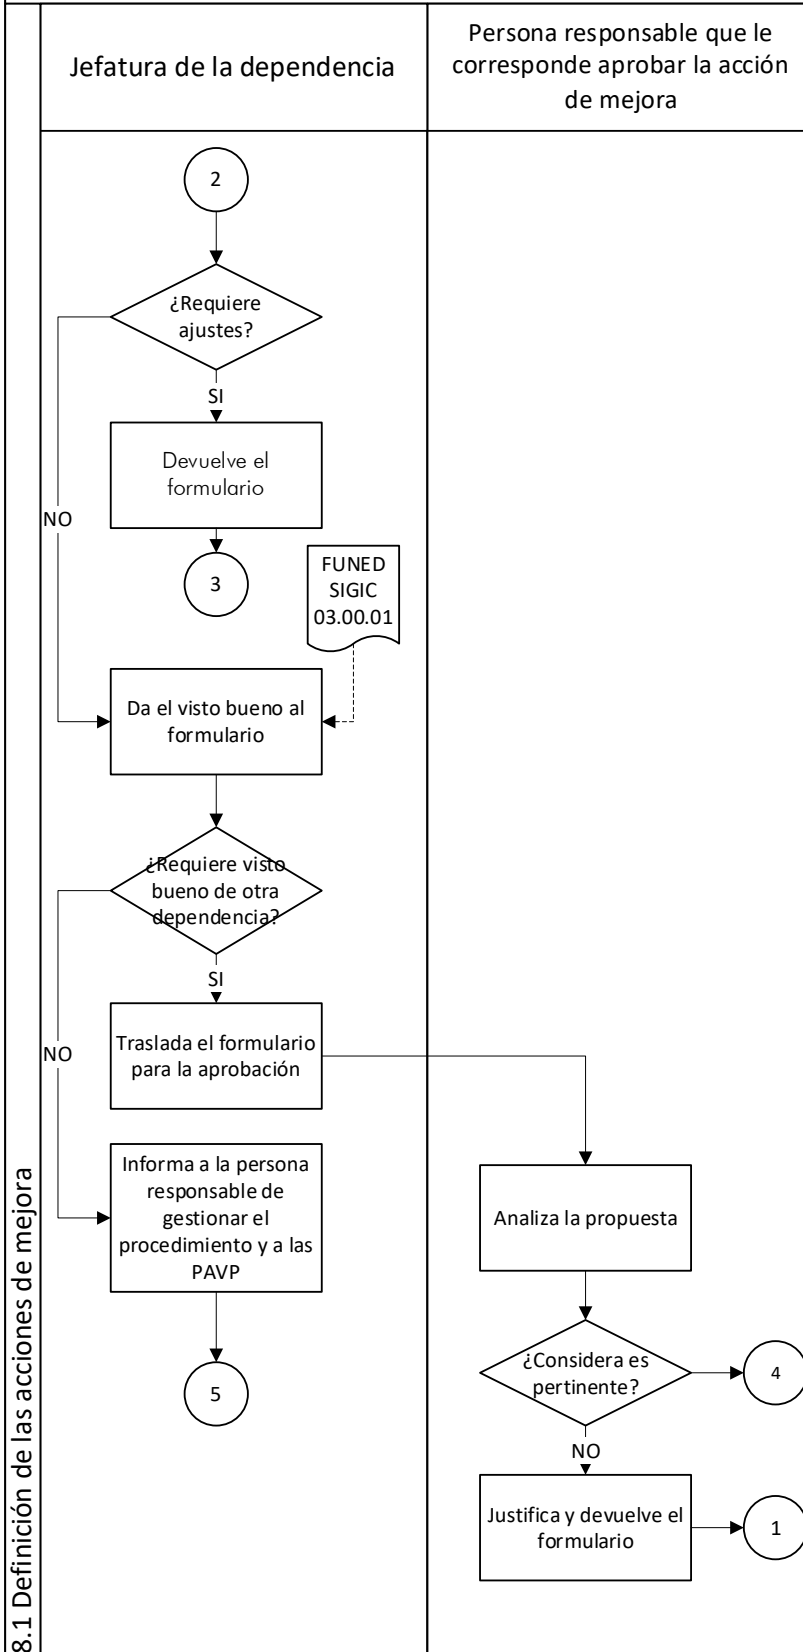 Jefatura de la dependencia
Persona responsable que le
corresponde aprobar la acción
de mejora
8.1 Definición de las acciones de mejora
2
¿Requiere
ajustes?
SI
NO
Devuelve el
formulario
3
FUNED
SIGIC
03.00.01
Da el visto bueno al
formulario
¿Requiere visto
bueno de otra
dependencia?
SI
NO
Traslada el formulario
para la aprobación
Informa a la persona
responsable de
gestionar el
procedimiento y a las
PAVP
5
Analiza la propuesta
¿Considera es
pertinente?
4
NO
Justifica y devuelve el
formulario
1